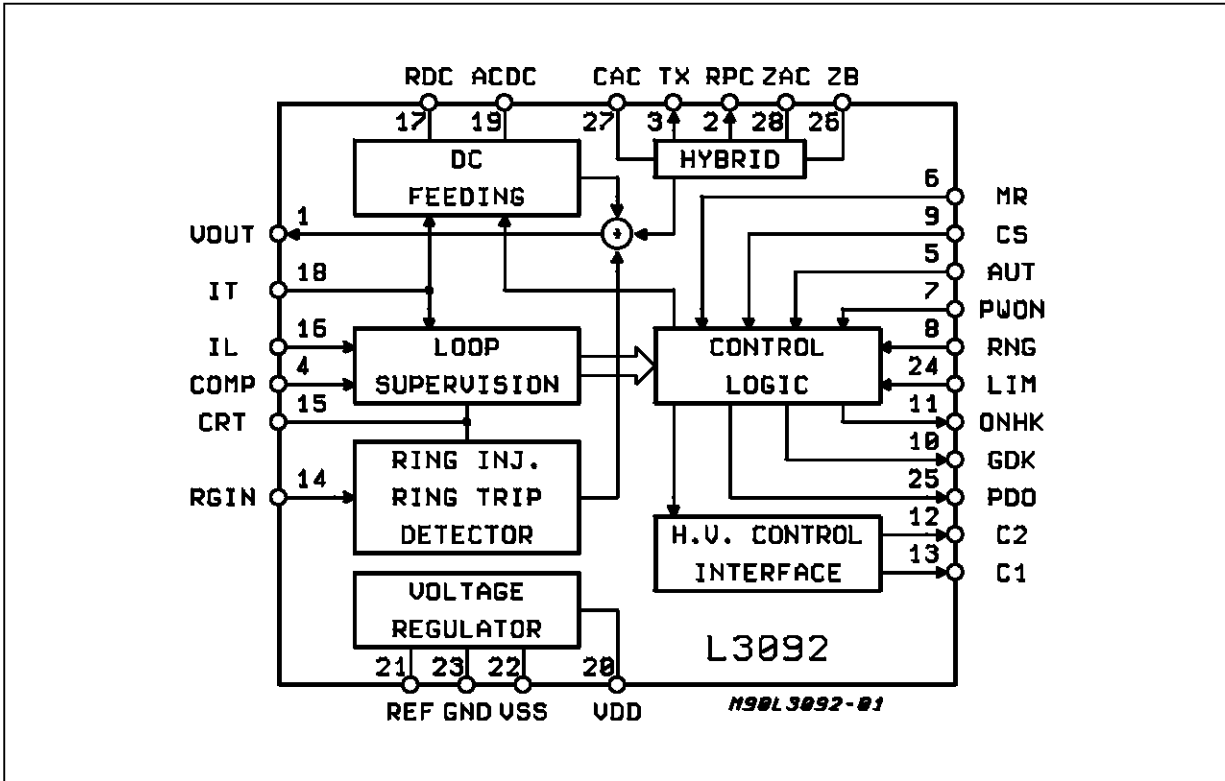 RDC ACDC CAC TX RPC ZAC ZB
17 19 27 3 2 28 26
DC
FEEDING
HYBRID
6 MR
1
VOUT
9 CS
18
IT
5 AUT
7 PWON
16
IL
LOOP
SUPERVISION
CONTROL
LOGIC
8 RNG
4
COMP
24 LIM
15
CRT
11 ONHK
10 GDK
14
RGIN
RING INJ.
RING TRIP
DETECTOR
25 PDO
H.V. CONTROL
INTERFACE
12 C2
13 C1
VOLTAGE
REGULATOR
L3092
21 23 22 20
REF GND VSS VDD
M90L3092-01